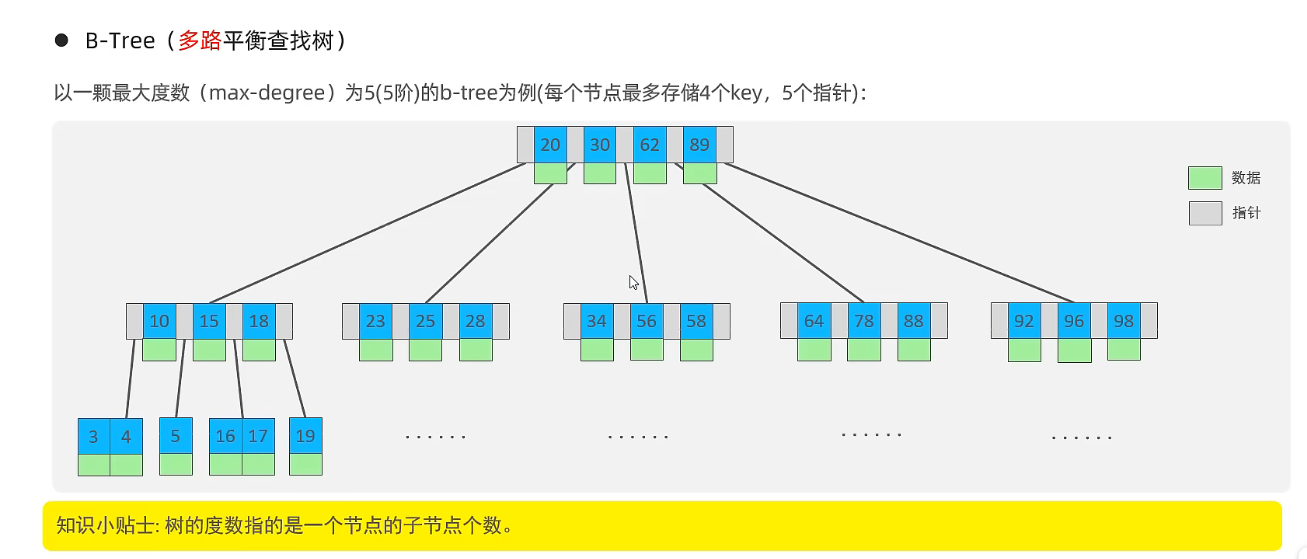 ● B-Tree（多路平衡查找树）
以一颗最大度数（max-degree）为5(5阶)的b-tree为例(每个节点最多存储4个key，5个指针)：
20 30 62 89
数据
指针
10 15 18 23 25 28 34 56 58 64 78 88 92 96 98
3 4 5 16 17 19 ······ ······ ······ ······
知识小贴士: 树的度数指的是一个节点的子节点个数。